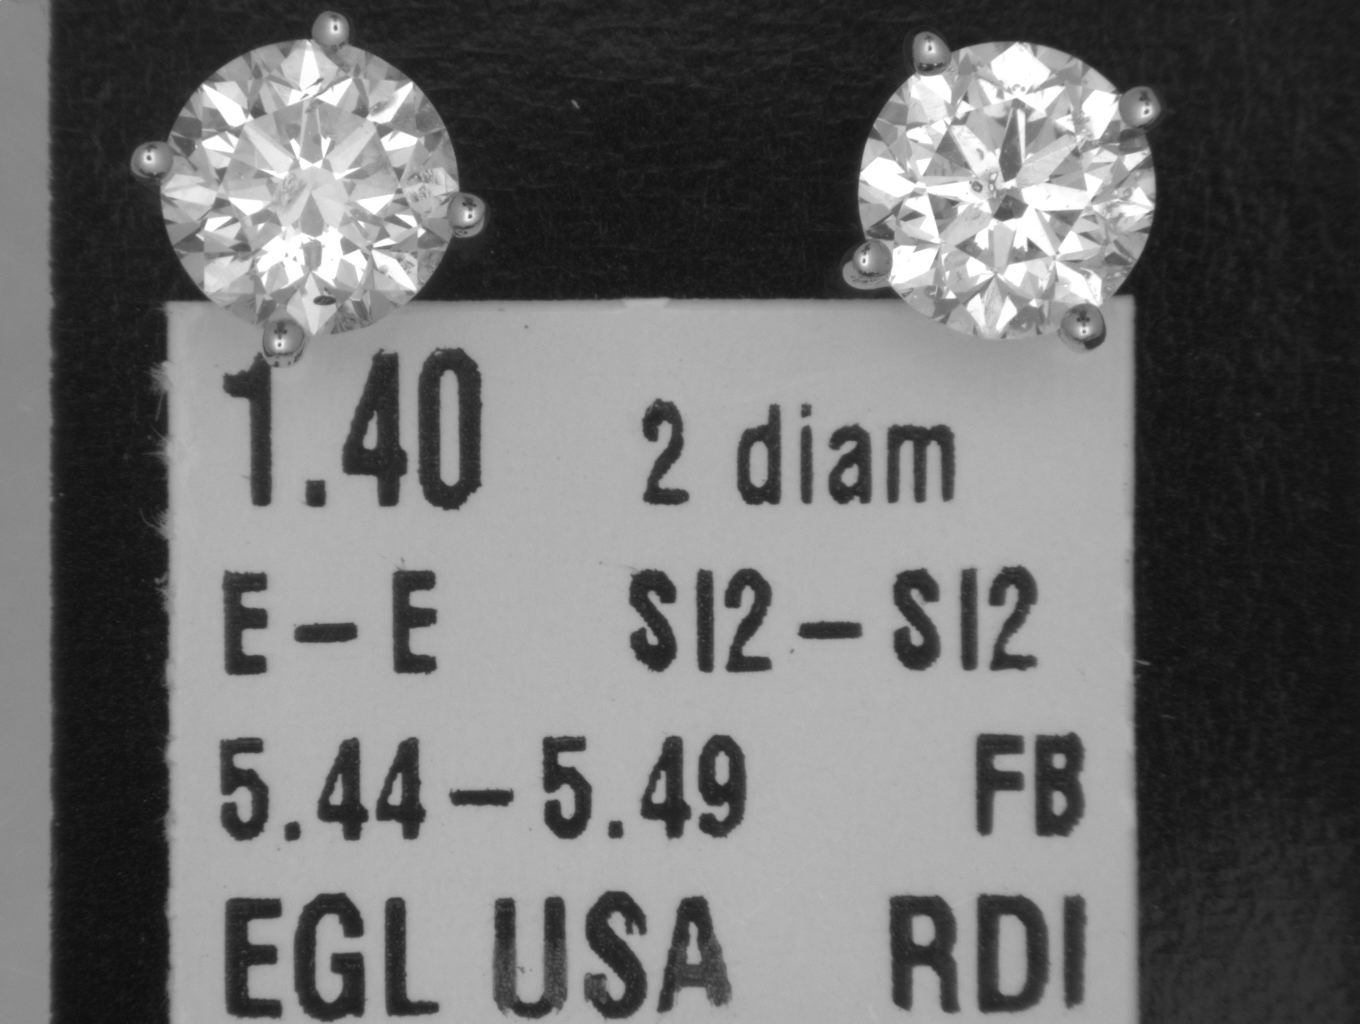 1.40 2 diam
E-E SI2-SI2
5.44-5.49 FB
EGL USA RDI